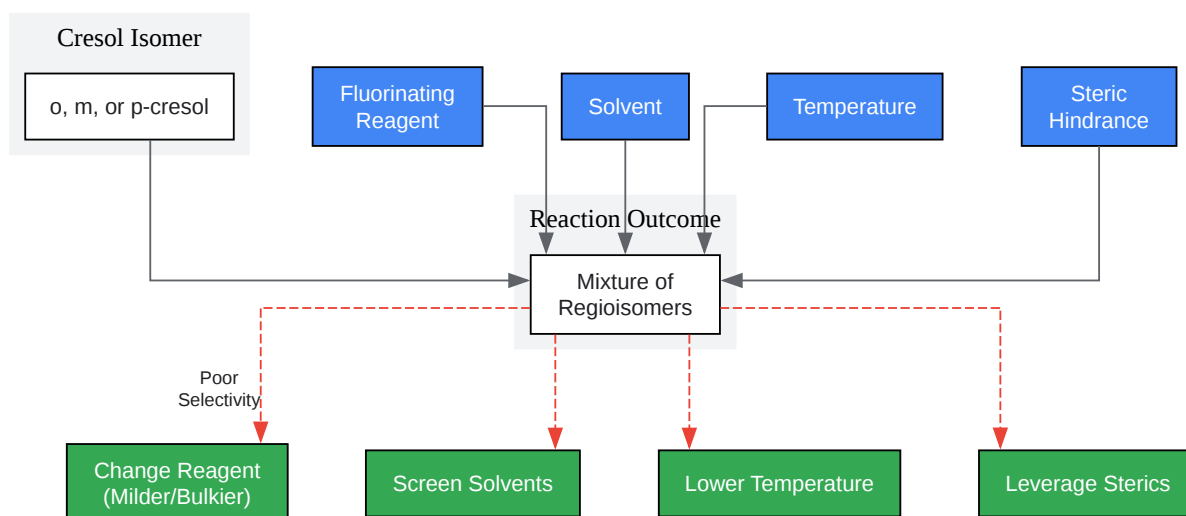 Cresol Isomer
o, m, or p-cresol
Fluorinating
Reagent
Solvent
Temperature
Steric
Hindrance
Reaction Outcome
Mixture of
Regioisomers
Poor
Selectivity
Change Reagent
(Milder/Bulkier)
Screen Solvents
Lower Temperature
Leverage Sterics